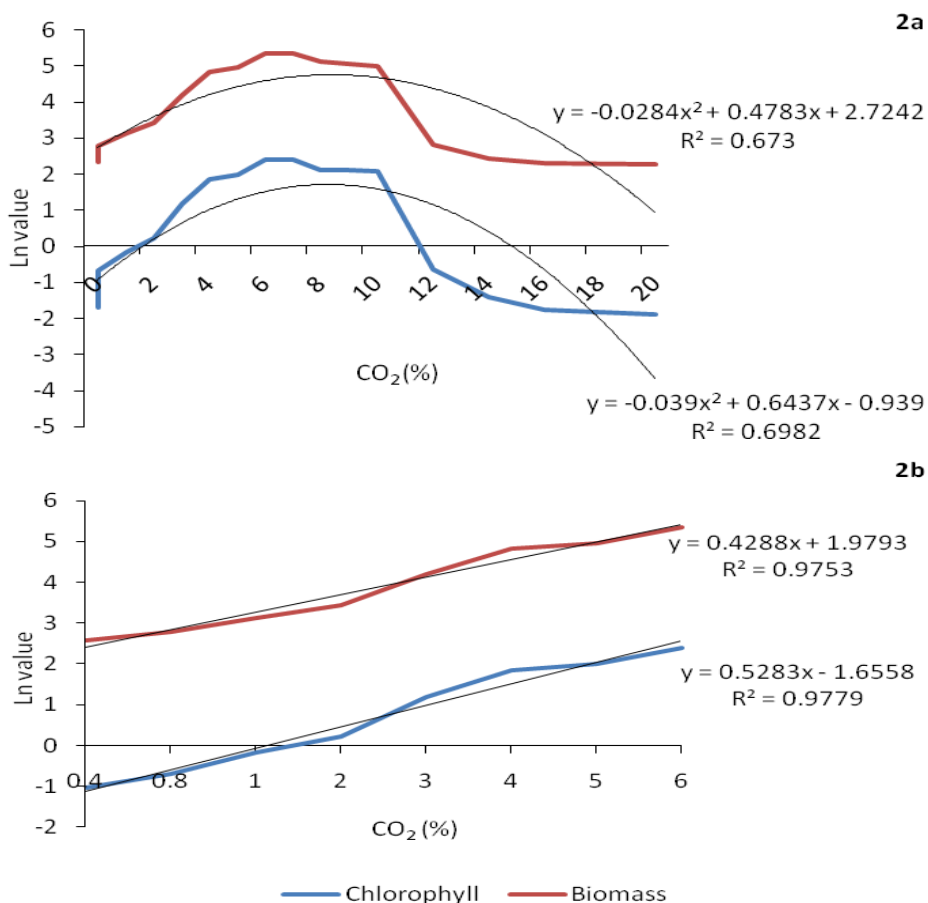 2a
6
5
4
3
2
1
0
-1
-2
-3
-4
-5
Ln value
0 2 4 6 8 10 12 14 16 18 20
CO₂(%)
y = -0.0284x² + 0.4783x + 2.7242
R² = 0.673
y = -0.039x² + 0.6437x - 0.939
R² = 0.6982
2b
6
5
4
3
2
1
0
-1
-2
Ln value
0.4 0.8 1 2 3 4 5 6
CO₂ (%)
y = 0.4288x + 1.9793
R² = 0.9753
y = 0.5283x - 1.6558
R² = 0.9779
Chlorophyll Biomass